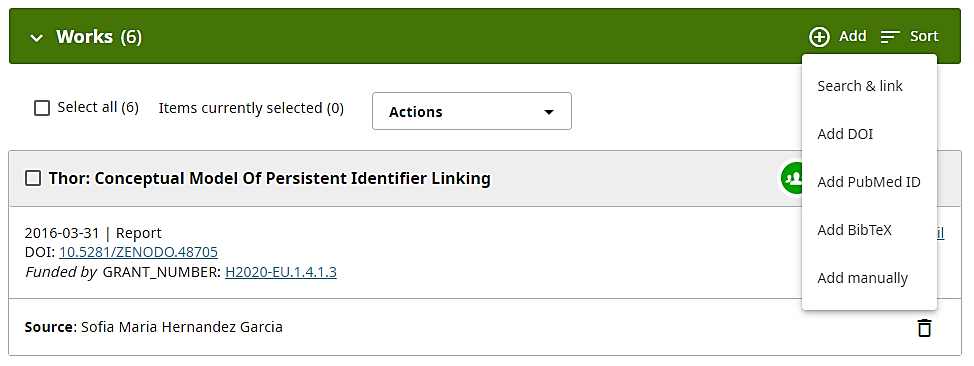 Works (6)
Add
Sort
Select all (6)
Items currently selected (0)
Actions
Search & link
Add DOI
Add PubMed ID
Add BibTeX
Add manually
Thor: Conceptual Model Of Persistent Identifier Linking
2016-03-31 | Report
DOI: 10.5281/ZENODO.48705
Funded by GRANT_NUMBER: H2020-EU.1.4.1.3
Source: Sofia Maria Hernandez Garcia